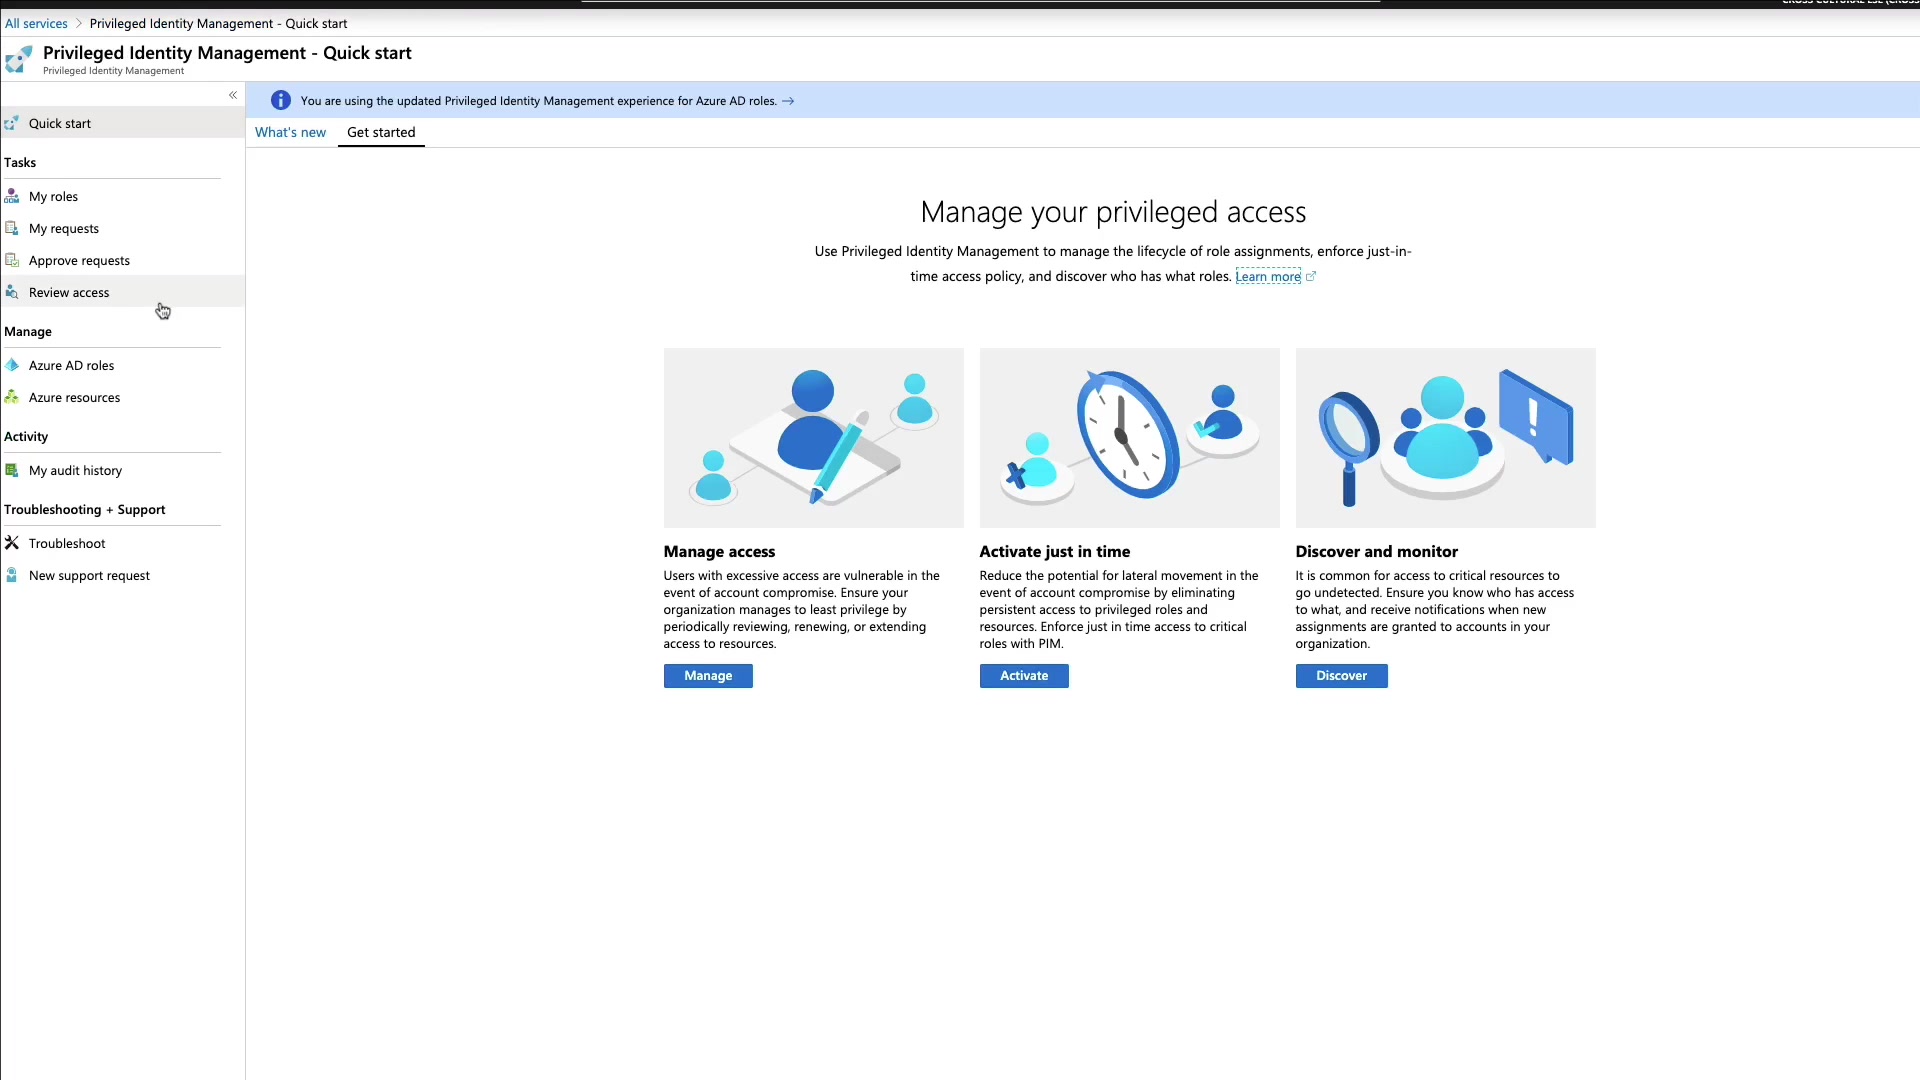 All services > Privileged Identity Management - Quick start
Privileged Identity Management - Quick start
Privileged Identity Management
«
You are using the updated Privileged Identity Management experience for Azure AD roles. →
Quick start
What's new
Get started
Tasks
My roles
My requests
Approve requests
Review access
Manage
Azure AD roles
Azure resources
Activity
My audit history
Troubleshooting + Support
Troubleshoot
New support request
Manage your privileged access
Use Privileged Identity Management to manage the lifecycle of role assignments, enforce just-in-
time access policy, and discover who has what roles. Learn more
Manage access
Users with excessive access are vulnerable in the
event of account compromise. Ensure your
organization manages to least privilege by
periodically reviewing, renewing, or extending
access to resources.
Manage
Activate just in time
Reduce the potential for lateral movement in the
event of account compromise by eliminating
persistent access to privileged roles and
resources. Enforce just in time access to critical
roles with PIM.
Activate
Discover and monitor
It is common for access to critical resources to
go undetected. Ensure you know who has access
to what, and receive notifications when new
assignments are granted to accounts in your
organization.
Discover